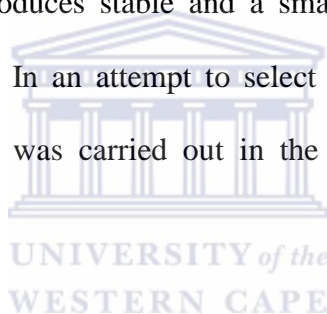 oduces stable and a sma
In an attempt to select
was carried out in the
UNIVERSITY of the
WESTERN CAPE